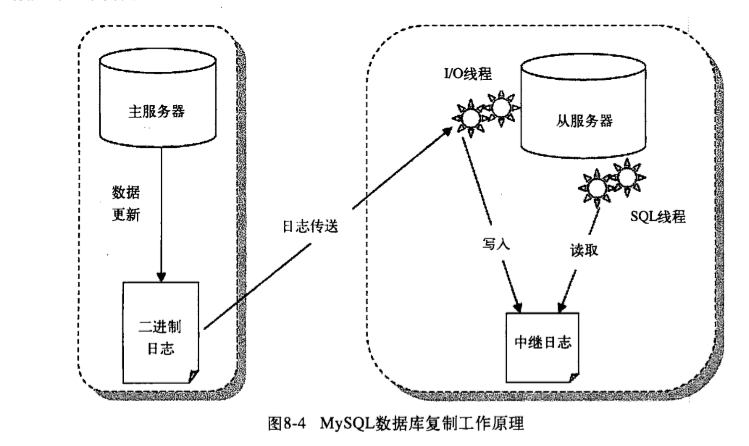 主服务器
数据
更新
二进制
日志
日志传送
I/O线程
从服务器
SQL线程
写入
读取
中继日志
图8-4 MySQL数据库复制工作原理